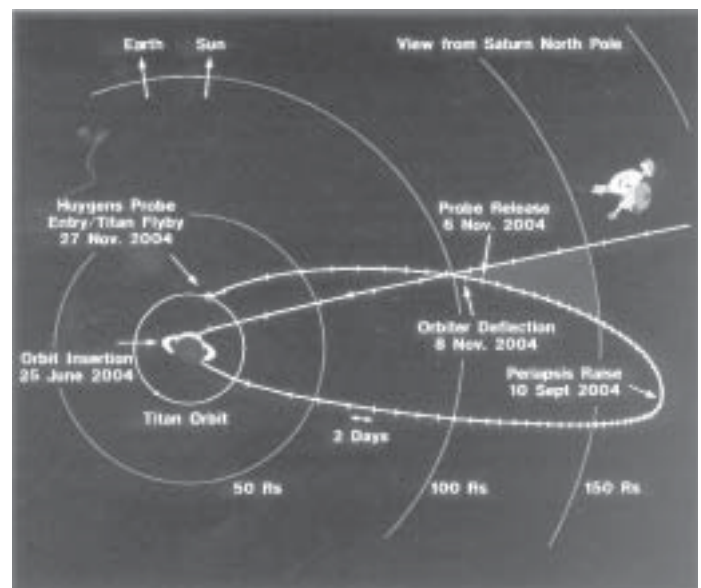 Earth
Sun
View from Saturn North Pole
Huygens Probe
Entry/Titan Flyby
27 Nov. 2004
Probe Release
6 Nov. 2004
Orbiter Deflection
8 Nov. 2004
Orbit Insertion
25 June 2004
Periapsis Raise
10 Sept 2004
Titan Orbit
2 Days
50 Rs
100 Rs
150 Rs